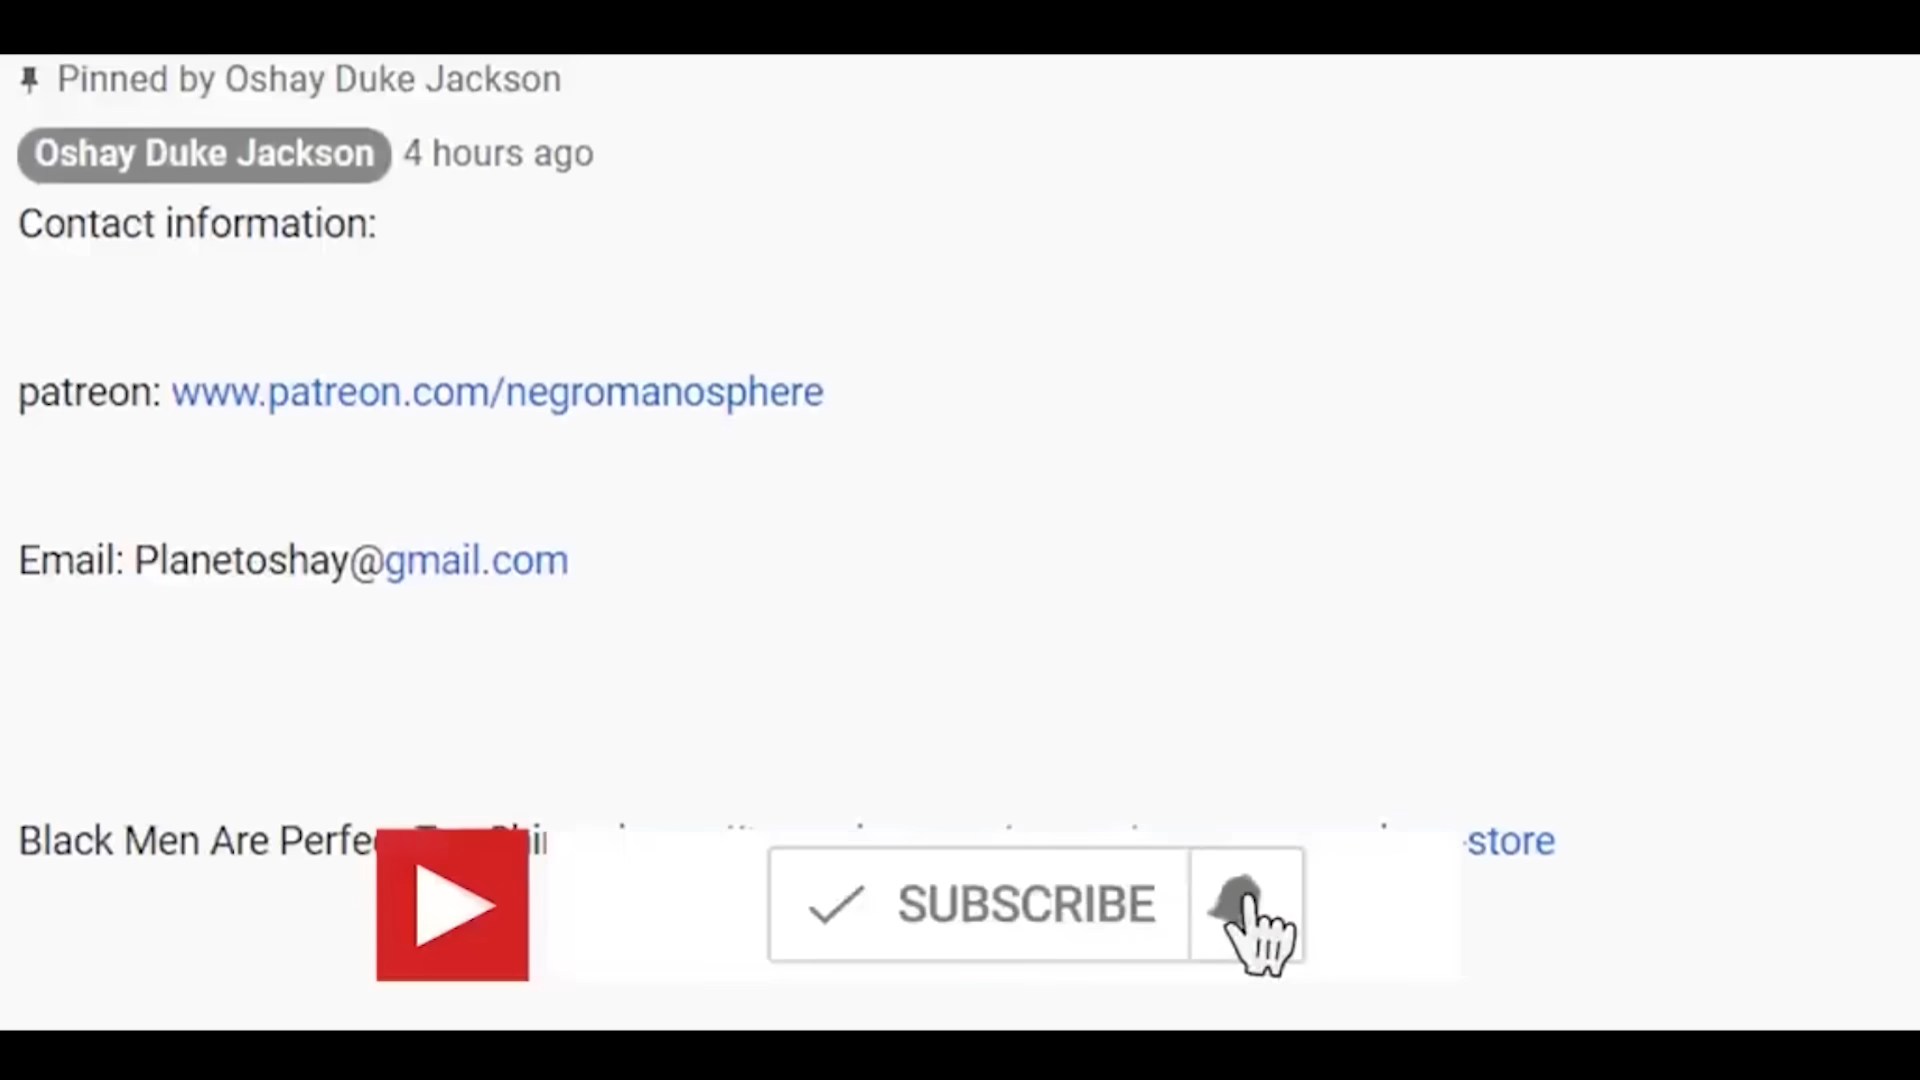 Pinned by Oshay Duke Jackson
Oshay Duke Jackson 4 hours ago
Contact information:
patreon: www.patreon.com/negromanosphere
Email: Planetoshay@gmail.com
Black Men Are -store
SUBSCRIBE